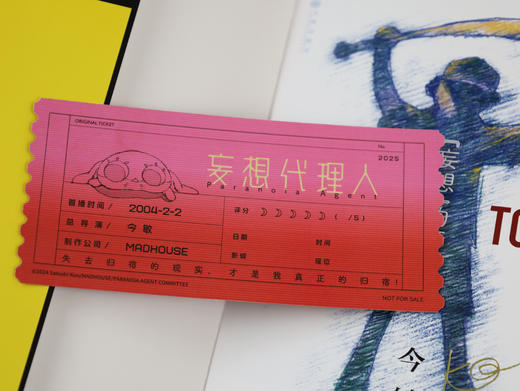 ORIGINAL TICKET
No.
2025
妄想代理人
Paranoia Agent
首播时间/ 2004-2-2
总导演/ 今敏
制作公司/ MADHOUSE
评分 ( /5)
日期 时间
影厅 座位
失去归宿的现实，才是我真正的归宿!
©2024 Satoshi Kon/MADHOUSE/PARANOIA AGENT COMMITTEE
NOT FOR SALE
TO
今